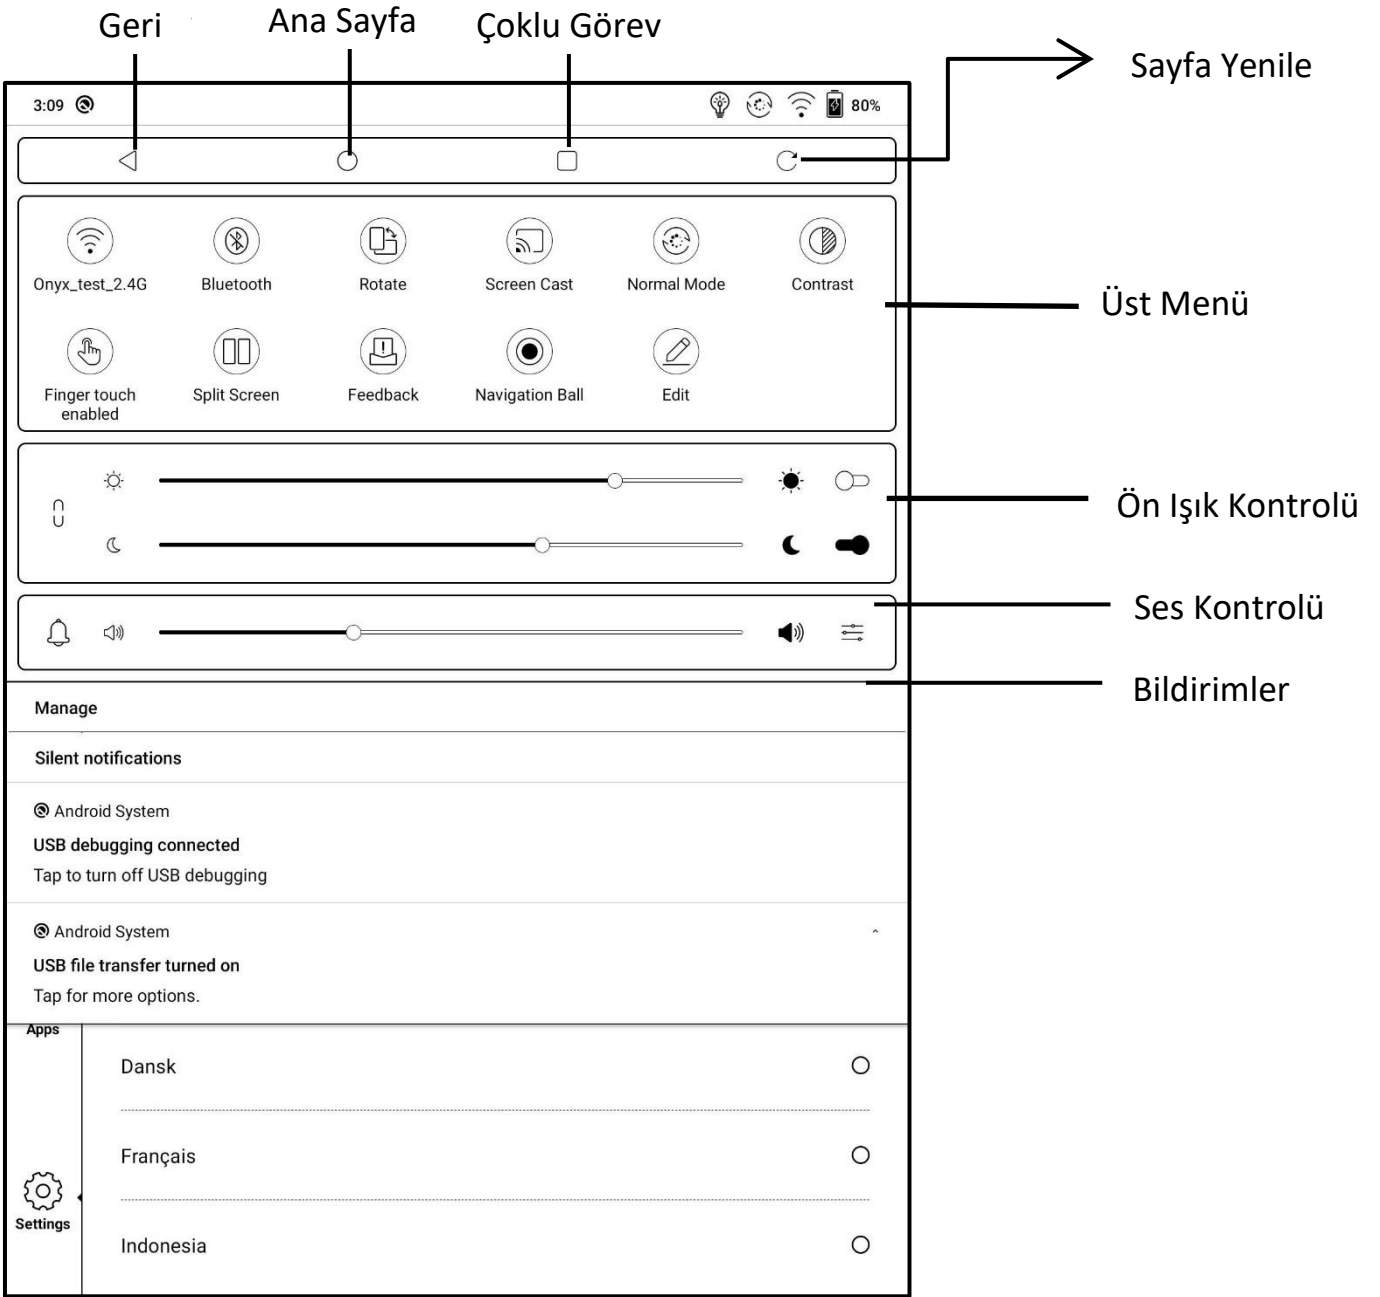 Geri
Ana Sayfa
Çoklu Görev
Sayfa Yenile
3:09
80%
Onyx_test_2.4G
Bluetooth
Rotate
Screen Cast
Normal Mode
Contrast
Üst Menü
Finger touch
enabled
Split Screen
Feedback
Navigation Ball
Edit
Ön Işık Kontrolü
Ses Kontrolü
Bildirimler
Manage
Silent notifications
Android System
USB debugging connected
Tap to turn off USB debugging
Android System
USB file transfer turned on
Tap for more options.
Apps
Dansk
Français
Settings
Indonesia